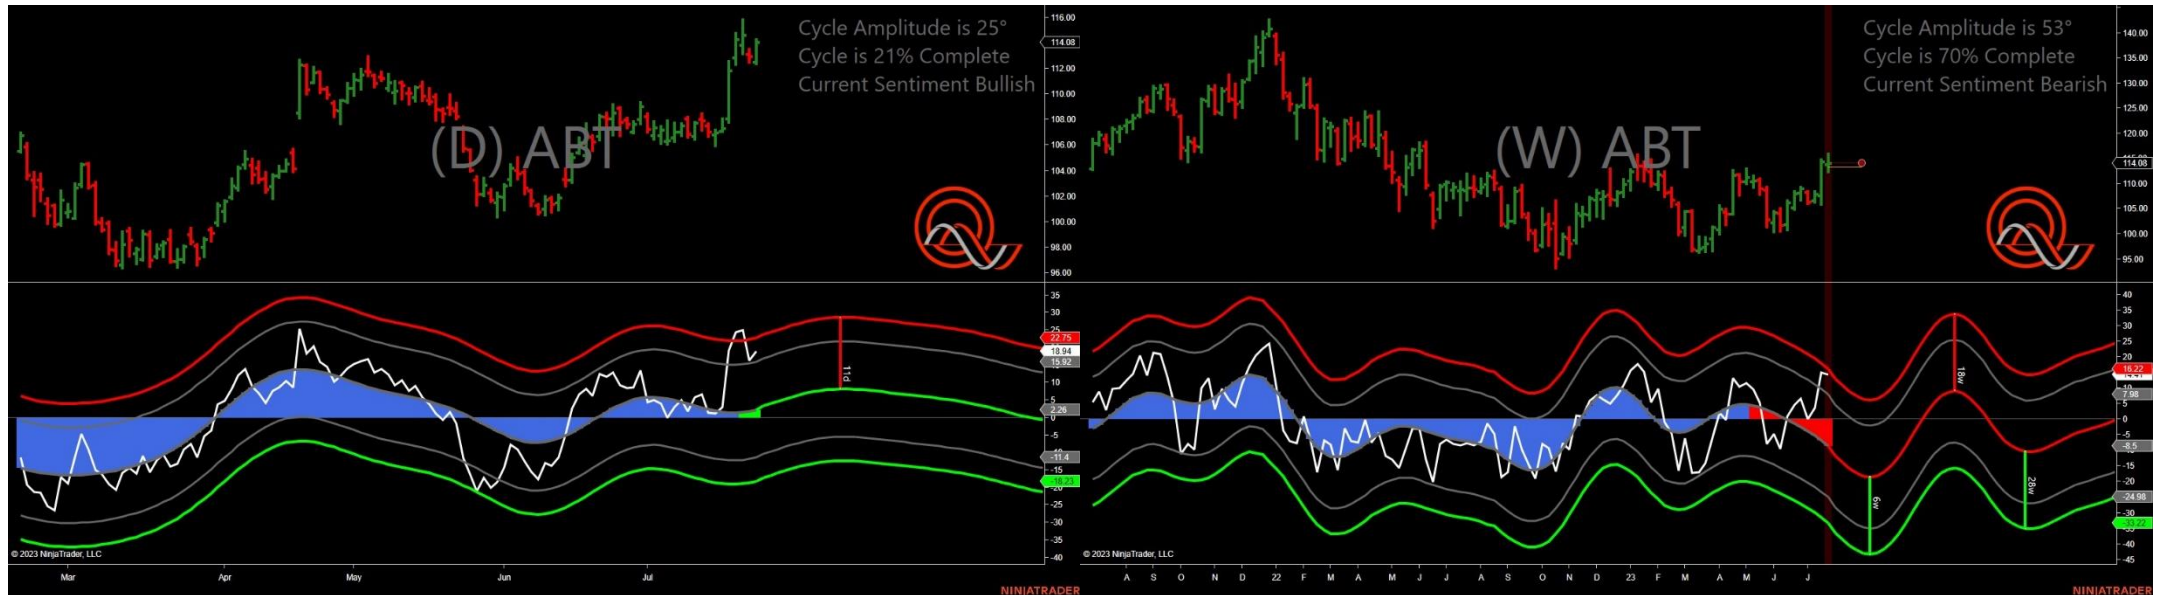 Cycle Amplitude is 25°
Cycle is 21% Complete
Current Sentiment Bullish
(D) ABT
116.00
114.08
112.00
110.00
108.00
106.00
104.00
102.00
100.00
98.00
96.00
35
30
25
22.75
18.94
15.92
10
5
2.26
0
-5
-11.4
-15
-18.23
-20
-25
-30
-35
-40
11d
© 2023 NinjaTrader, LLC
Mar
Apr
May
Jun
Jul
NINJATRADER
Cycle Amplitude is 53°
Cycle is 70% Complete
Current Sentiment Bearish
(W) ABT
140.00
135.00
130.00
125.00
120.00
114.08
110.00
105.00
100.00
95.00
40
35
30
25
20
16.22
10
7.98
5
0
-5
-8.5
-15
-20
-24.98
-30
-33.22
-40
-45
6w
18w
28w
© 2023 NinjaTrader, LLC
A S O N D 22 F M A M J J A S O N D 23 F M A M J J
NINJATRADER